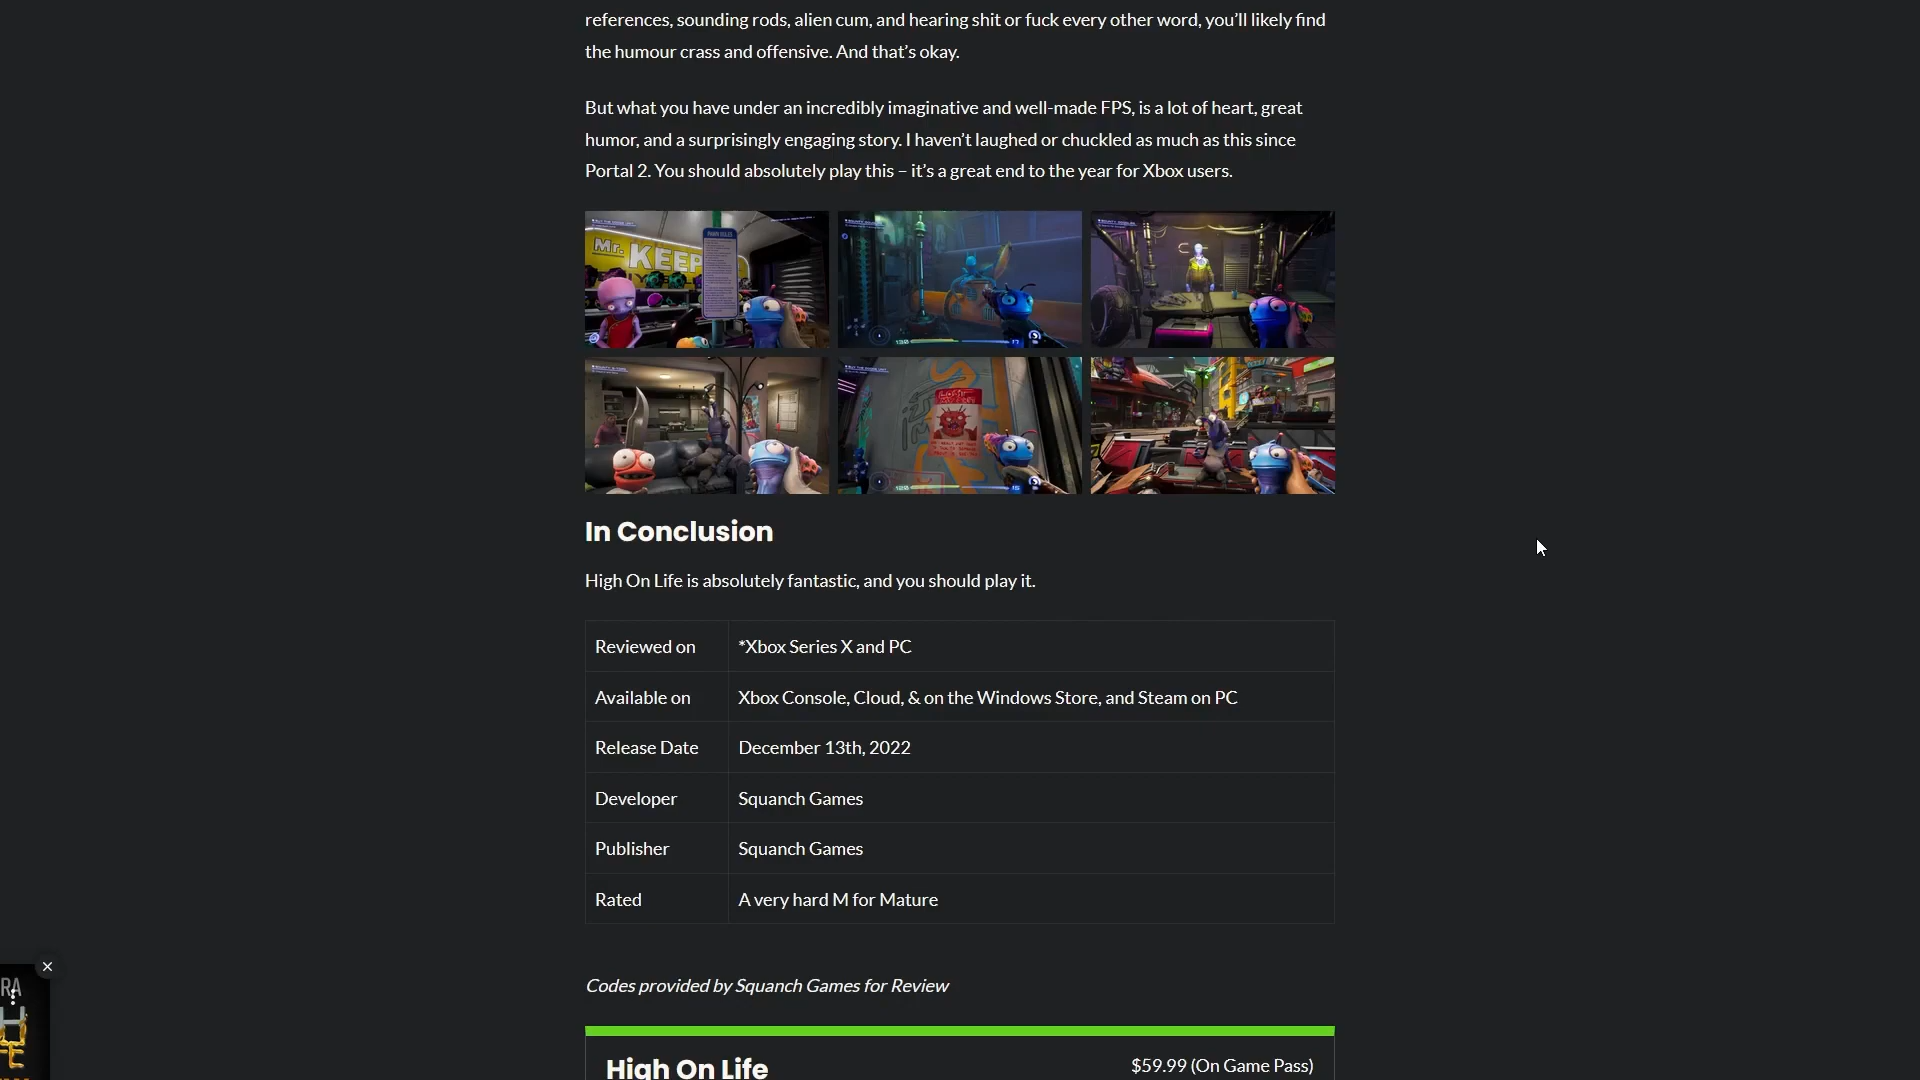 references, sounding rods, alien cum, and hearing shit or fuck every other word, you’ll likely find
the humour crass and offensive. And that’s okay.
But what you have under an incredibly imaginative and well-made FPS, is a lot of heart, great
humor, and a surprisingly engaging story. I haven’t laughed or chuckled as much as this since
Portal 2. You should absolutely play this – it’s a great end to the year for Xbox users.
Mr.
KEEP
In Conclusion
High On Life is absolutely fantastic, and you should play it.
Reviewed on *Xbox Series X and PC
Available on Xbox Console, Cloud, & on the Windows Store, and Steam on PC
Release Date December 13th, 2022
Developer Squanch Games
Publisher Squanch Games
Rated A very hard M for Mature
RA
Codes provided by Squanch Games for Review
High On Life $59.99 (On Game Pass)